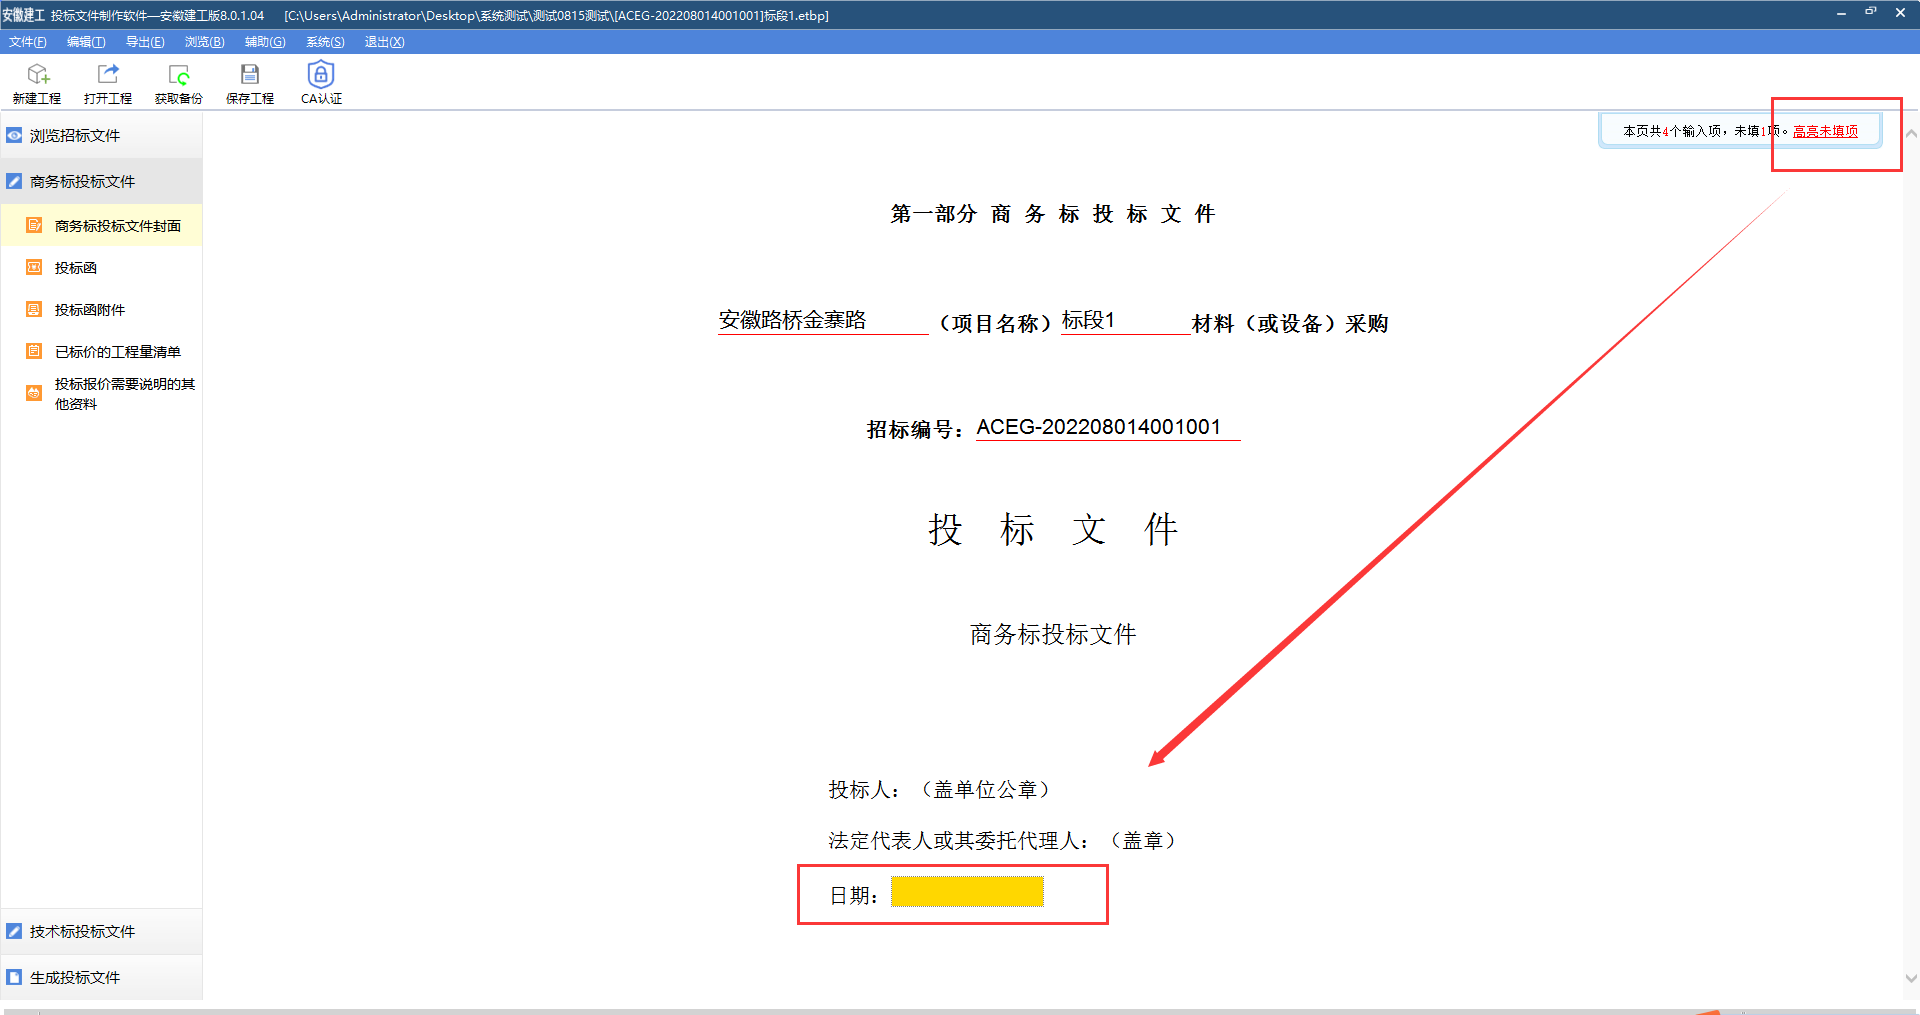 安徽建工 投标文件制作软件—安徽建工版8.0.1.04 [C:\Users\Administrator\Desktop\系统测试\测试0815测试\[ACEG-202208014001001]标段1.etbp]
文件(F) 编辑(T) 导出(E) 浏览(B) 辅助(G) 系统(S) 退出(X)
新建工程 打开工程 获取备份 保存工程 CA认证
浏览招标文件
商务标投标文件
商务标投标文件封面
投标函
投标函附件
已标价的工程量清单
投标报价需要说明的其
他资料
技术标投标文件
生成投标文件
本页共4个输入项，未填1项。高亮未填项
第一部分 商 务 标 投 标 文 件
安徽路桥金寨路（项目名称）标段1材料（或设备）采购
招标编号：ACEG-202208014001001
投 标 文 件
商务标投标文件
投标人：（盖单位公章）
法定代表人或其委托代理人：（盖章）
日期：